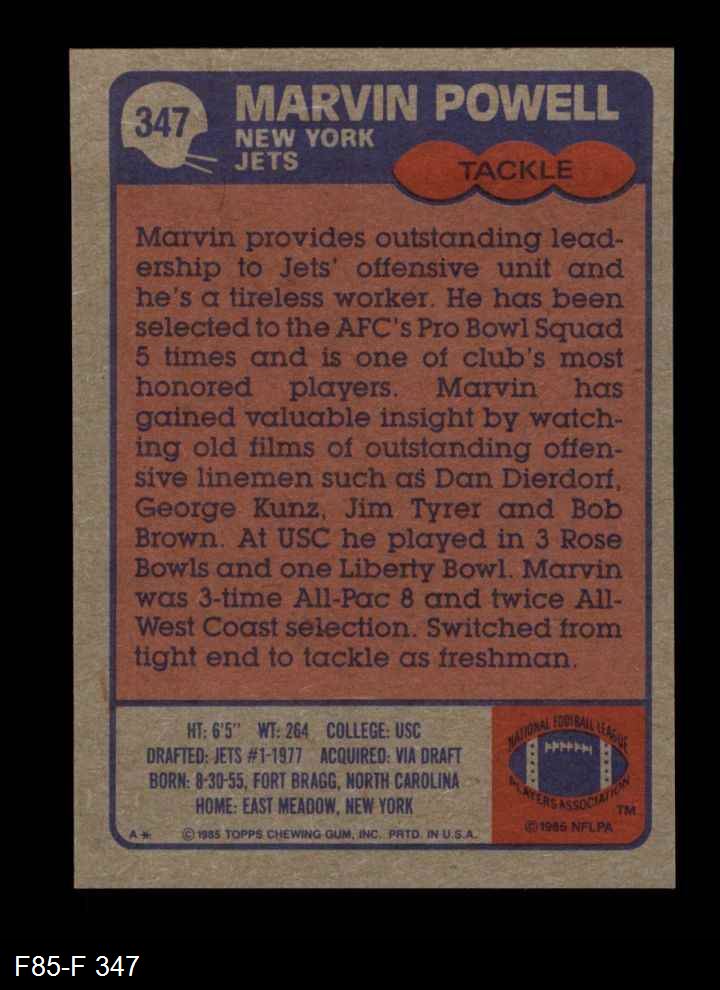 347
MARVIN POWELL
NEW YORK
JETS
TACKLE
Marvin provides outstanding lead-
ership to Jets' offensive unit and
he's a tireless worker. He has been
selected to the AFC's Pro Bowl Squad
5 times and is one of club's most
honored players. Marvin has
gained valuable insight by watch-
ing old films of outstanding offen-
sive linemen such as Dan Dierdorf,
George Kunz, Jim Tyrer and Bob
Brown. At USC he played in 3 Rose
Bowls and one Liberty Bowl. Marvin
was 3-time All-Pac 8 and twice All-
West Coast selection. Switched from
tight end to tackle as freshman.
HT: 6'5" WT: 264 COLLEGE: USC
DRAFTED: JETS #1-1977 ACQUIRED: VIA DRAFT
BORN: 8-30-55, FORT BRAGG, NORTH CAROLINA
HOME: EAST MEADOW, NEW YORK
A* © 1985 TOPPS CHEWING GUM, INC. PRTD. IN U.S.A.
NATIONAL FOOTBALL LEAGUE
PLAYERS ASSOCIATION
TM
© 1985 NFLPA
F85-F 347